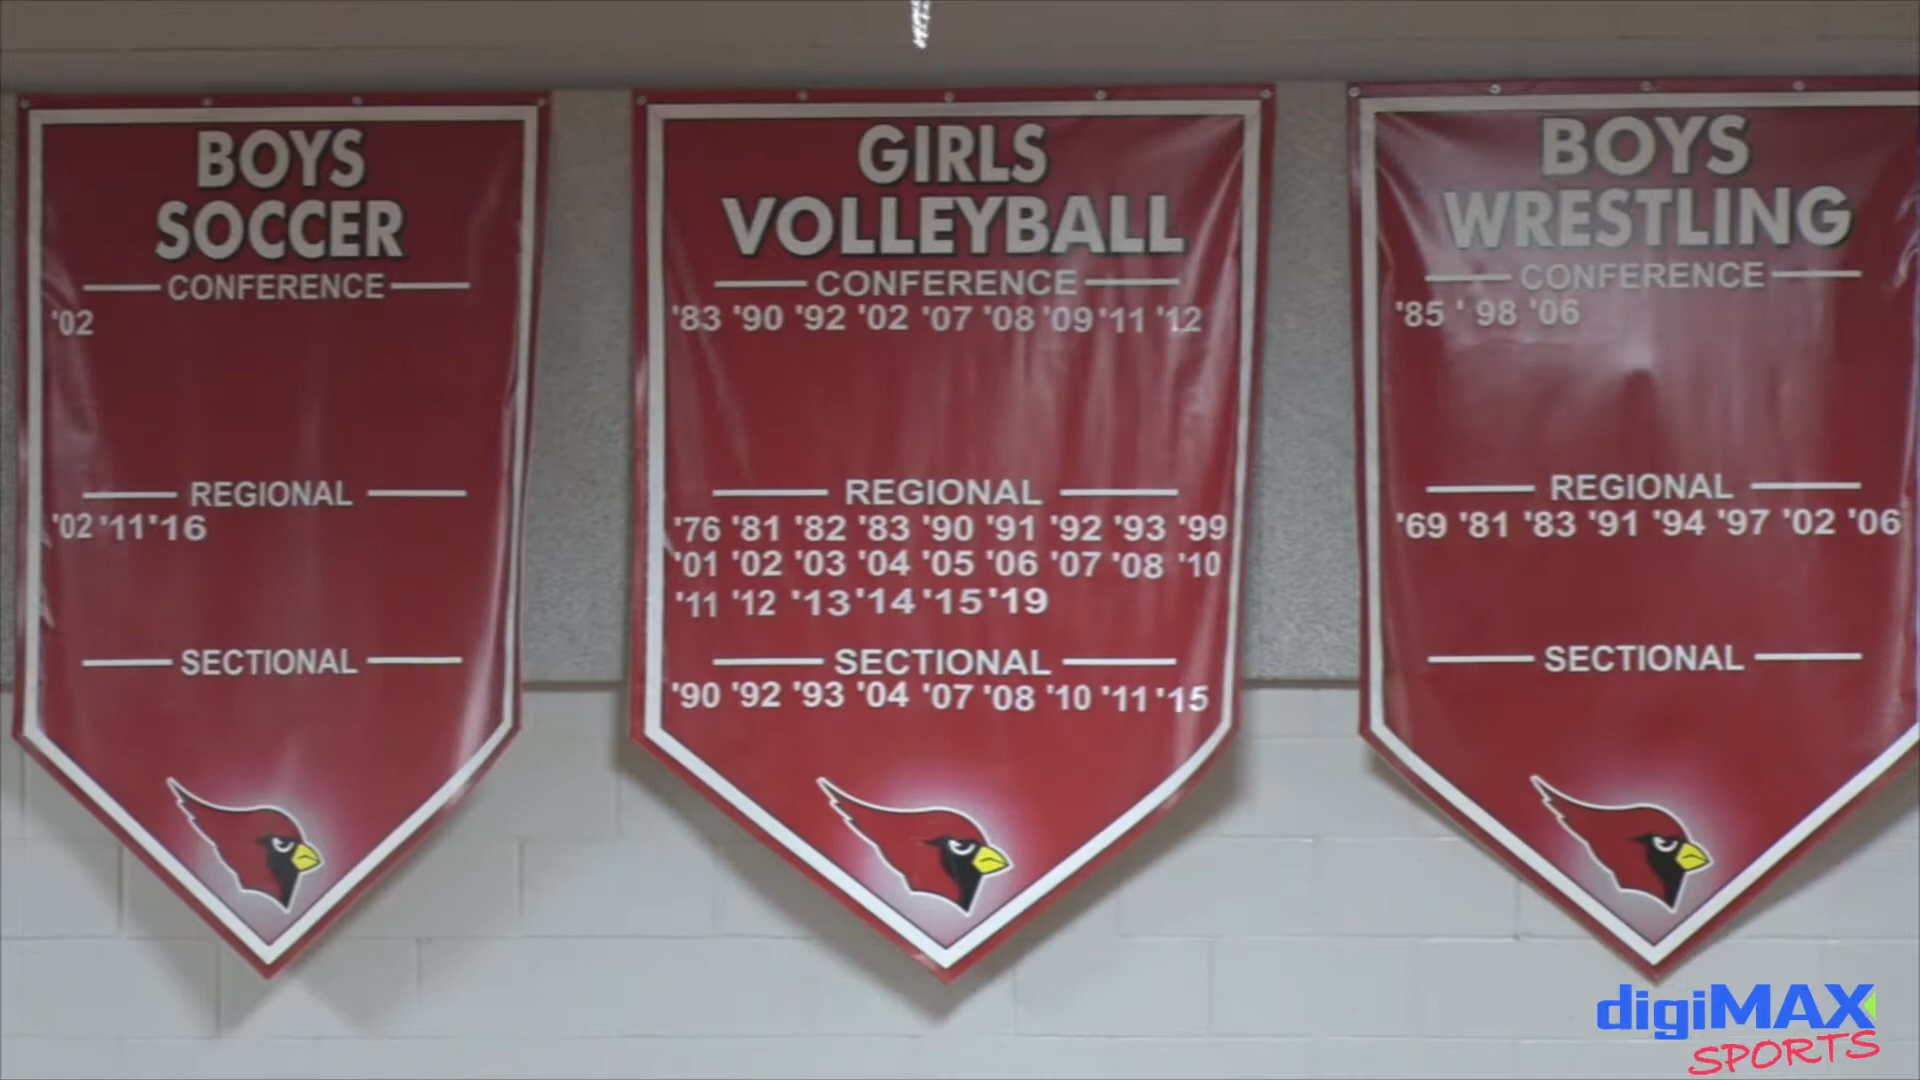 BOYS
SOCCER
CONFERENCE
'02
REGIONAL
'02 '11 '16
SECTIONAL
GIRLS
VOLLEYBALL
CONFERENCE
'83 '90 '92 '02 '07 '08 '09 '11 '12
REGIONAL
'76 '81 '82 '83 '90 '91 '92 '93 '99
'01 '02 '03 '04 '05 '06 '07 '08 '10
'11 '12 '13 '14 '15 '19
SECTIONAL
'90 '92 '93 '04 '07 '08 '10 '11 '15
BOYS
WRESTLING
CONFERENCE
'85 ' 98 '06
REGIONAL
'69 '81 '83 '91 '94 '97 '02 '06
SECTIONAL
digiMAX
SPORTS